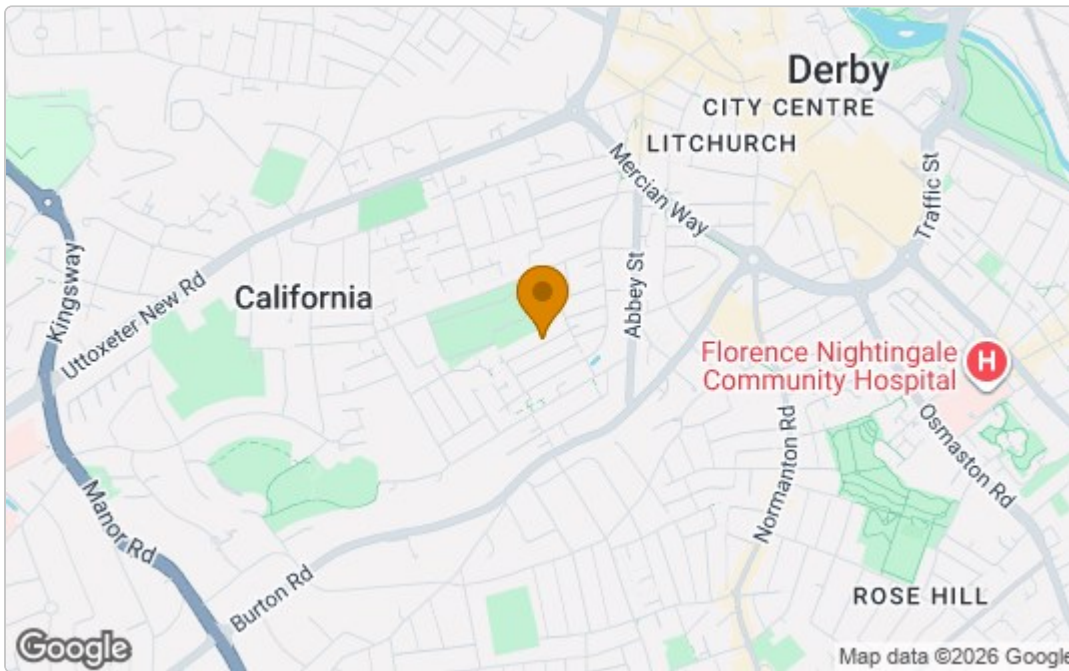 Derby
CITY CENTRE
LITCHURCH
Mercian Way
Traffic St
Kingsway
Uttoxeter New Rd
California
Abbey St
Florence Nightingale
Community Hospital
H
Normanton Rd
Osmaston Rd
Manor Rd
Burton Rd
ROSE HILL
Google
Map data ©2026 Google